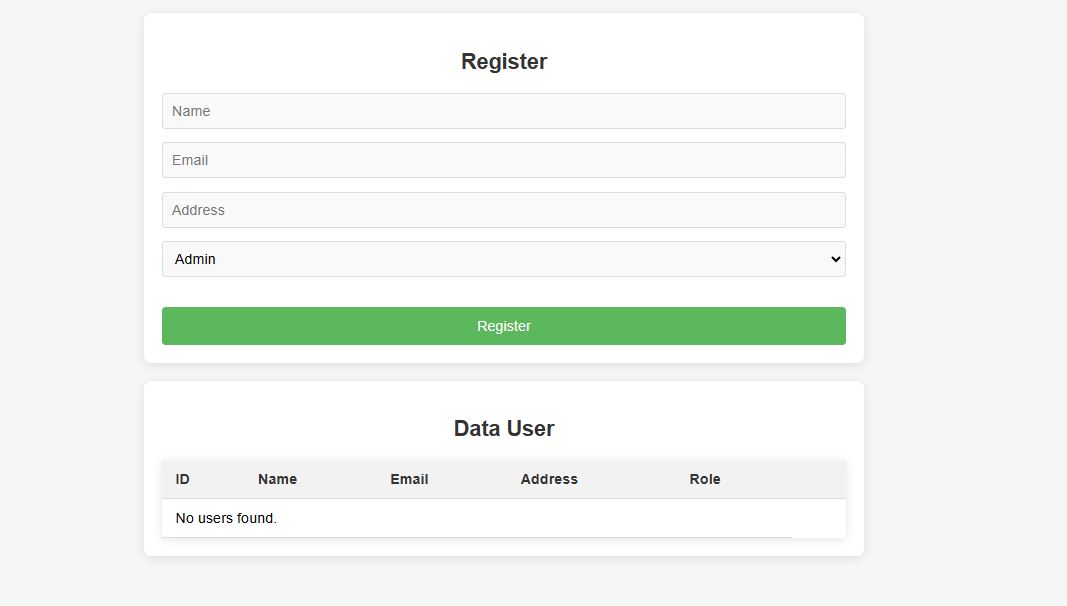 Register
Name
Email
Address
Admin
Register
Data User
ID Name Email Address Role
No users found.